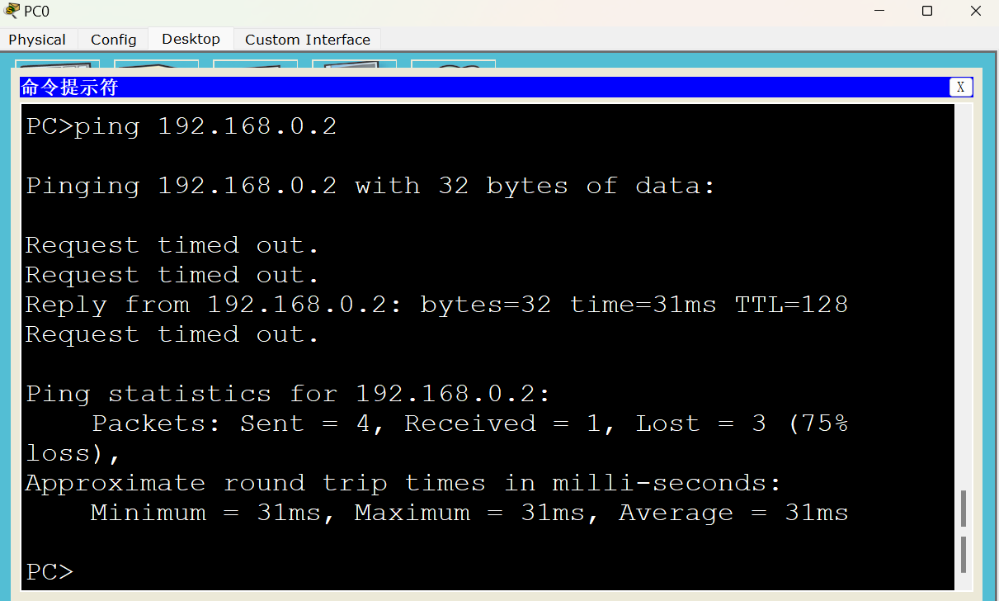 PC0
Physical Config Desktop Custom Interface
命令提示符 X
PC>ping 192.168.0.2
Pinging 192.168.0.2 with 32 bytes of data:
Request timed out.
Request timed out.
Reply from 192.168.0.2: bytes=32 time=31ms TTL=128
Request timed out.
Ping statistics for 192.168.0.2:
Packets: Sent = 4, Received = 1, Lost = 3 (75%
loss),
Approximate round trip times in milli-seconds:
Minimum = 31ms, Maximum = 31ms, Average = 31ms
PC>